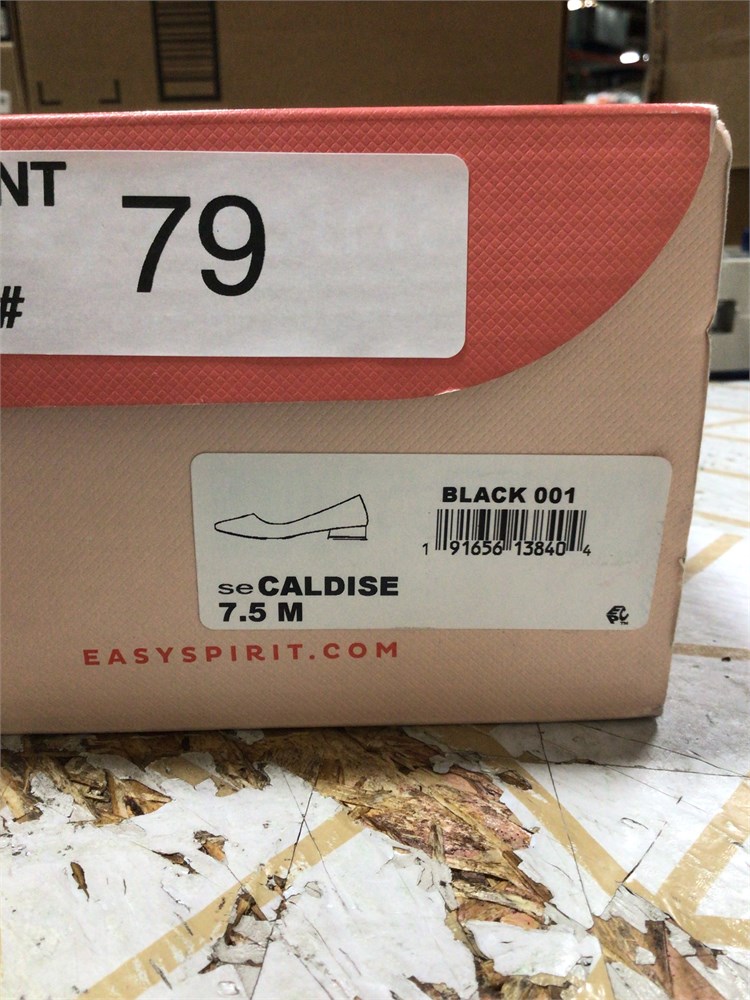 NT
79
#
BLACK 001
1 91656 13840 4
seCALDISE
7.5 M
EASYSPIRIT.COM